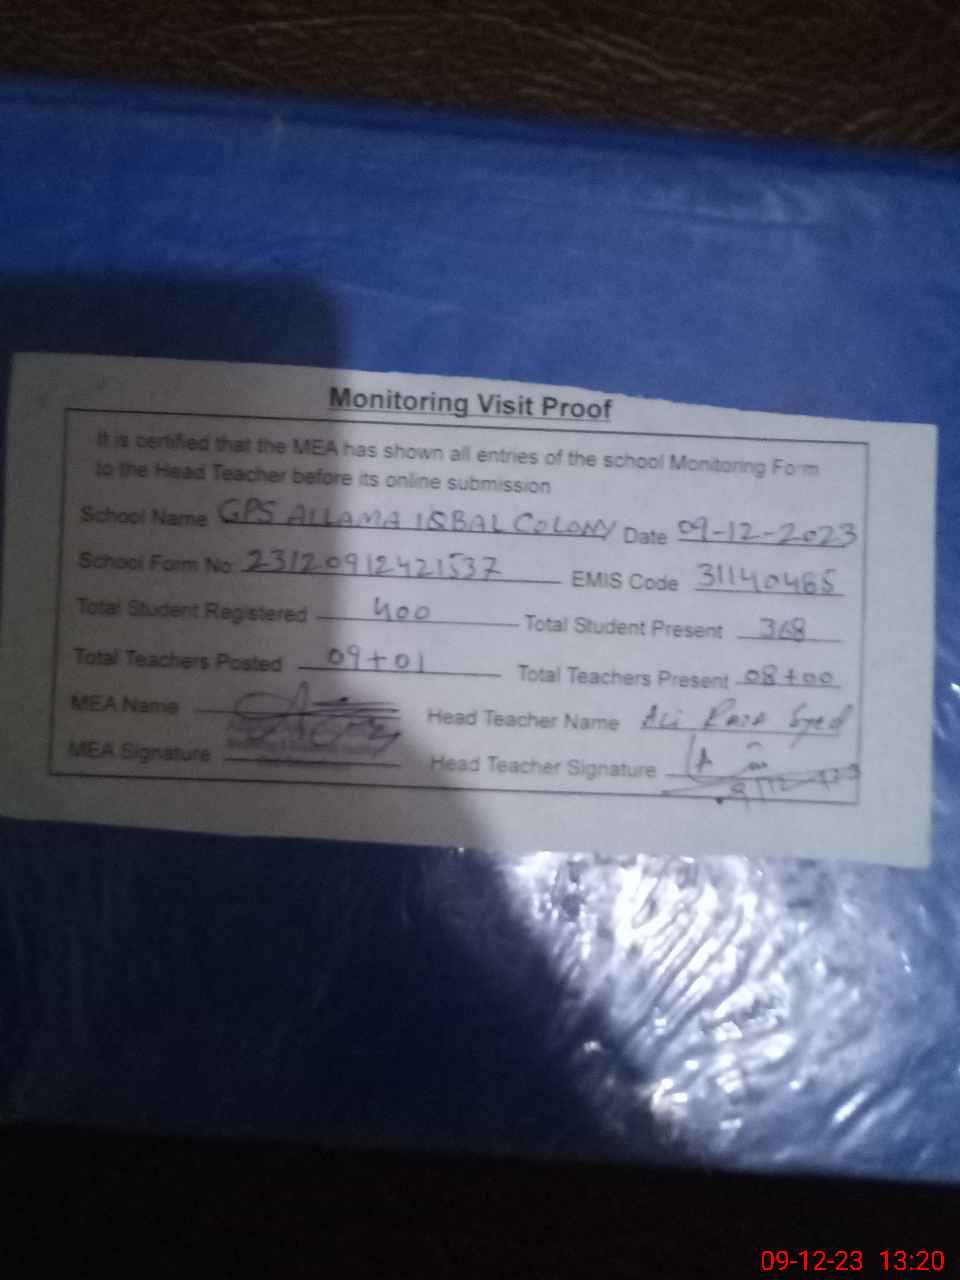 Monitoring Visit Proof
It is certified that the MEA has shown all entries of the school Monitoring Form
to the Head Teacher before its online submission
School Name GPS ALLAMA IQBAL COLONY Date 09-12-2023
School Form No: 23120912421537 EMIS Code 31140465
Total Student Registered 400 Total Student Present 368
Total Teachers Posted 09+01 Total Teachers Present 08+00
MEA Name Head Teacher Name Ali Raza Syed
MEA Signature Head Teacher Signature
09-12-23 13:20